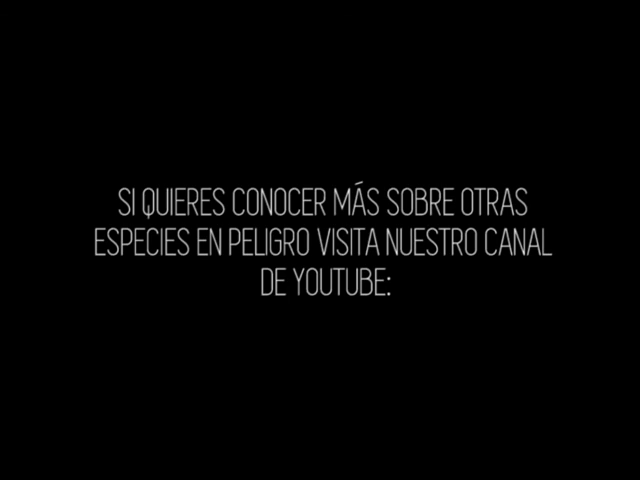 SI QUIERES CONOCER MÁS SOBRE OTRAS
ESPECIES EN PELIGRO VISITA NUESTRO CANAL
DE YOUTUBE: